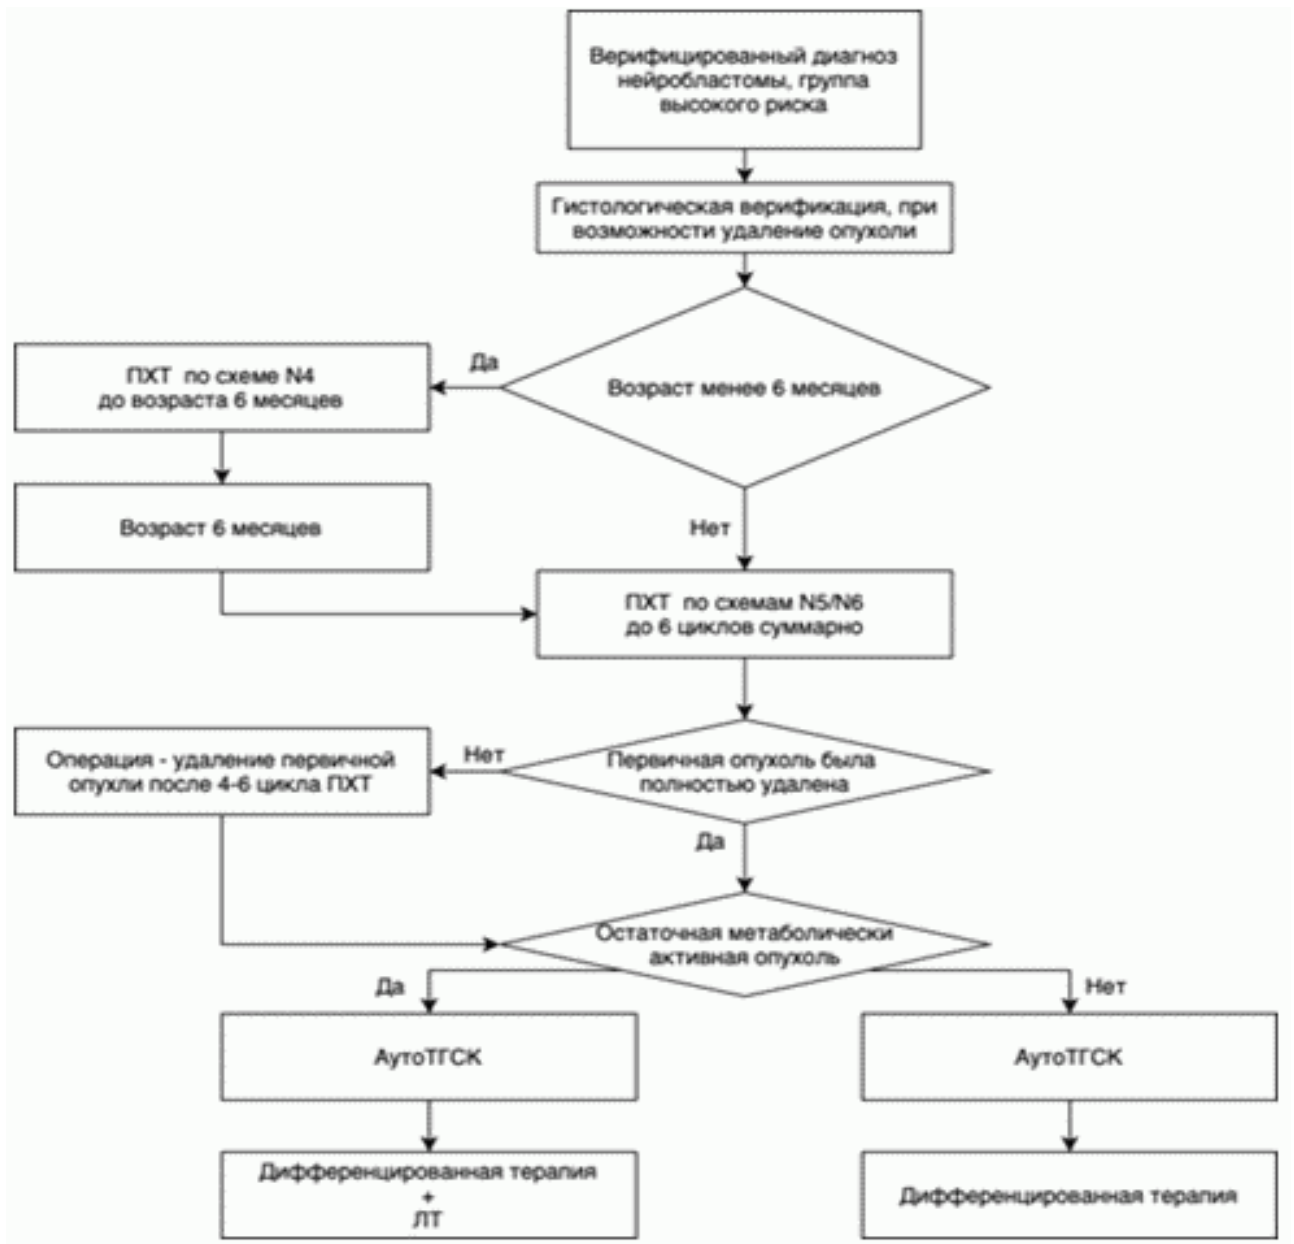 Верифицированный диагноз
нейробластомы, группа
высокого риска
Гистологическая верификация, при
возможности удаление опухоли
Возраст менее 6 месяцев
Да
ПХТ по схеме N4
до возраста 6 месяцев
Возраст 6 месяцев
Нет
ПХТ по схемам N5/N6
до 6 циклов суммарно
Первичная опухоль была
полностью удалена
Нет
Операция - удаление первичной
опухли после 4-6 цикла ПХТ
Да
Остаточная метаболически
активная опухоль
Да
Нет
АутоТГСК
АутоТГСК
Дифференцированная терапия
+
ЛТ
Дифференцированная терапия